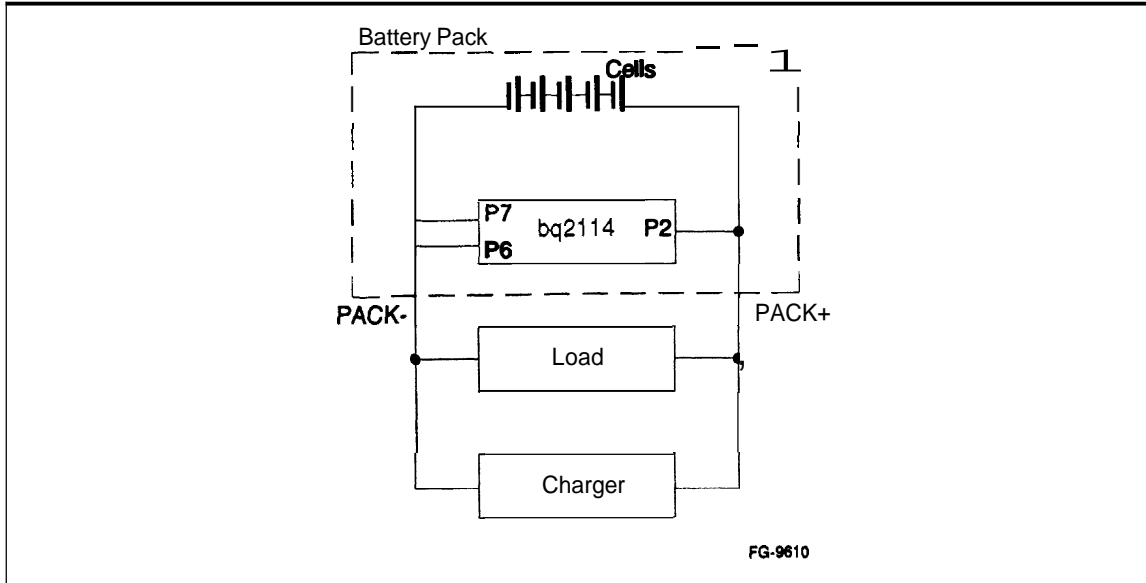 Battery Pack
1
Cells
P7
bq2114
P2
P6
PACK-
PACK+
Load
Charger
FG-9610